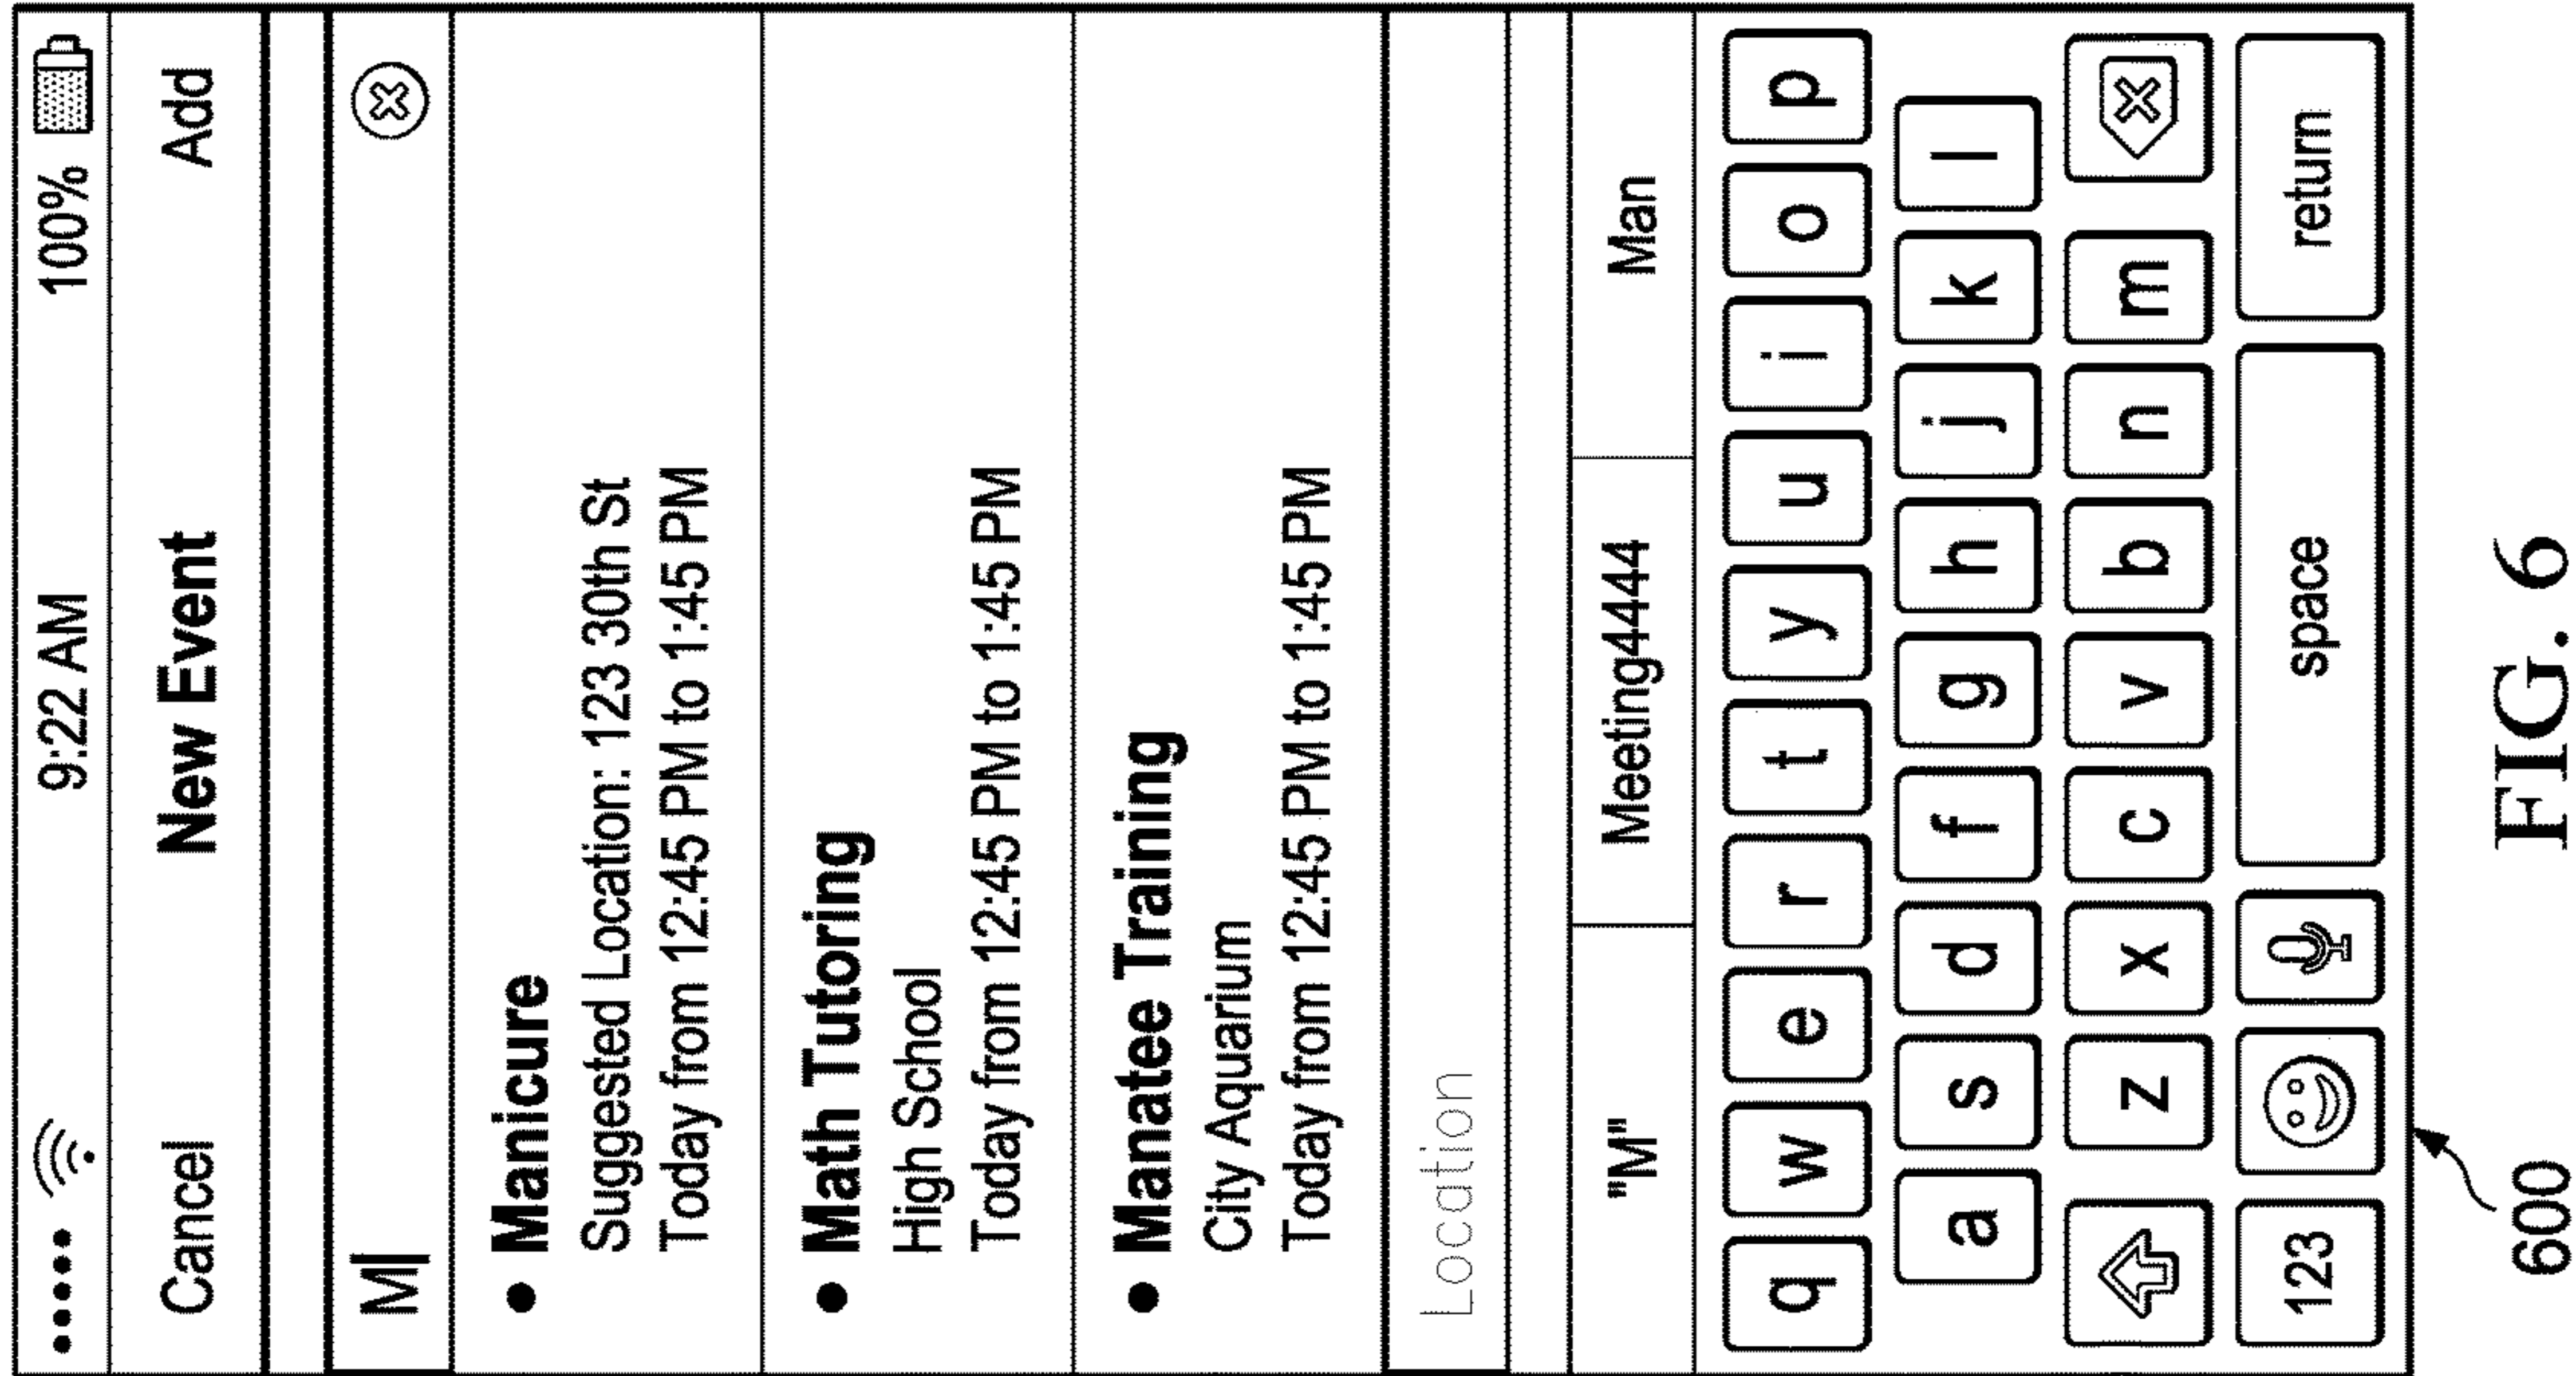 9:22 AM 100%
Cancel New Event Add
M
Manicure
Suggested Location: 123 30th St
Today from 12:45 PM to 1:45 PM
Math Tutoring
High School
Today from 12:45 PM to 1:45 PM
Manatee Training
City Aquarium
Today from 12:45 PM to 1:45 PM
Location
"M" Meeting444 Man
q w e r t y u i o p
a s d f g h j k l
z x c v b n m
123 space return
600
FIG. 6